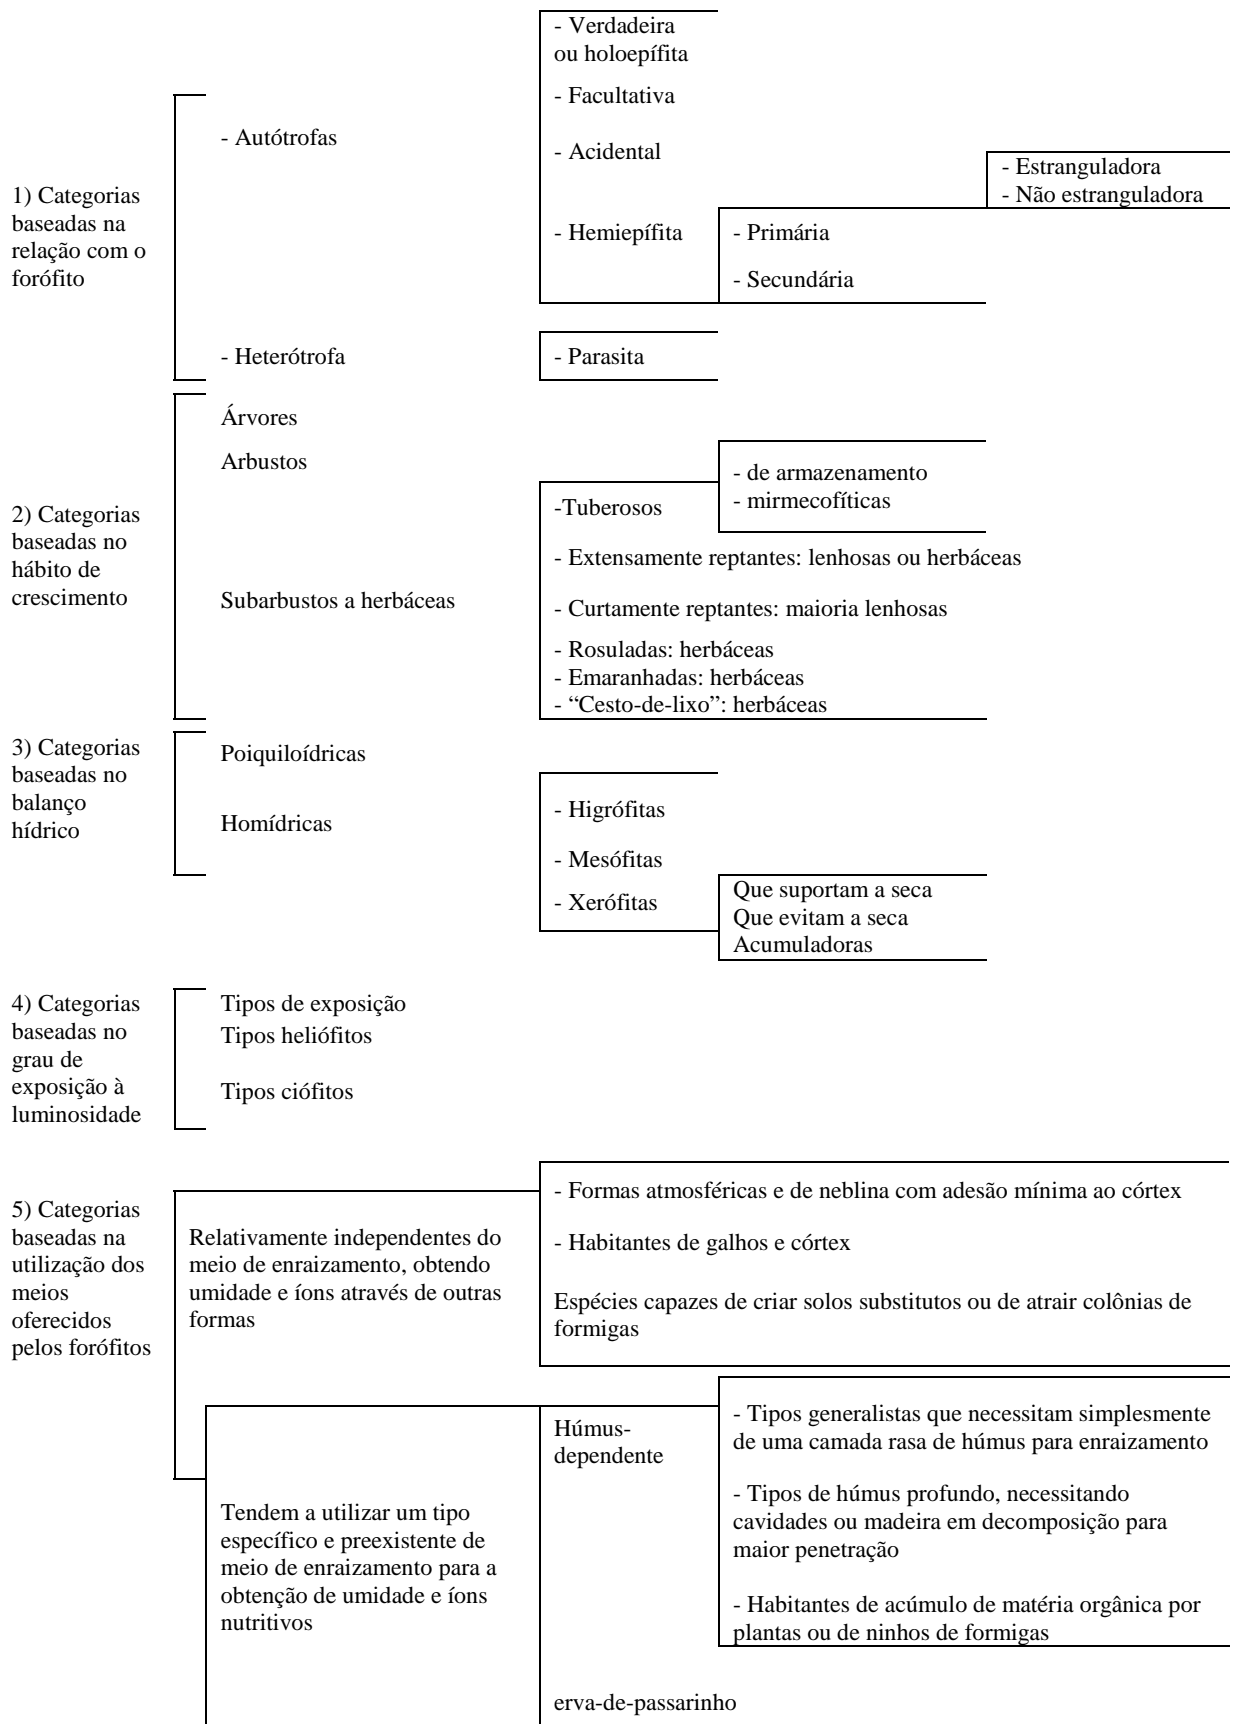 1) Categorias
baseadas na
relação com o
forófito
- Autótrofas
- Verdadeira
ou holoepífita
- Facultativa
- Acidental
- Hemiepífita
- Primária
- Estranguladora
- Não estranguladora
- Secundária
- Heterótrofa
- Parasita
2) Categorias
baseadas no
hábito de
crescimento
Árvores
Arbustos
Subarbustos a herbáceas
-Tuberosos
- de armazenamento
- mirmecofíticas
- Extensamente reptantes: lenhosas ou herbáceas
- Curtamente reptantes: maioria lenhosas
- Rosuladas: herbáceas
- Emaranhadas: herbáceas
- “Cesto-de-lixo”: herbáceas
3) Categorias
baseadas no
balanço
hídrico
Poiquiloídricas
Homídricas
- Higrófitas
- Mesófitas
- Xerófitas
Que suportam a seca
Que evitam a seca
Acumuladoras
4) Categorias
baseadas no
grau de
exposição à
luminosidade
Tipos de exposição
Tipos heliófitos
Tipos ciófitos
5) Categorias
baseadas na
utilização dos
meios
oferecidos
pelos forófitos
Relativamente independentes do
meio de enraizamento, obtendo
umidade e íons através de outras
formas
- Formas atmosféricas e de neblina com adesão mínima ao córtex
- Habitantes de galhos e córtex
Espécies capazes de criar solos substitutos ou de atrair colônias de
formigas
Tendem a utilizar um tipo
específico e preexistente de
meio de enraizamento para a
obtenção de umidade e íons
nutritivos
Húmus-
dependente
- Tipos generalistas que necessitam simplesmente
de uma camada rasa de húmus para enraizamento
- Tipos de húmus profundo, necessitando
cavidades ou madeira em decomposição para
maior penetração
- Habitantes de acúmulo de matéria orgânica por
plantas ou de ninhos de formigas
erva-de-passarinho